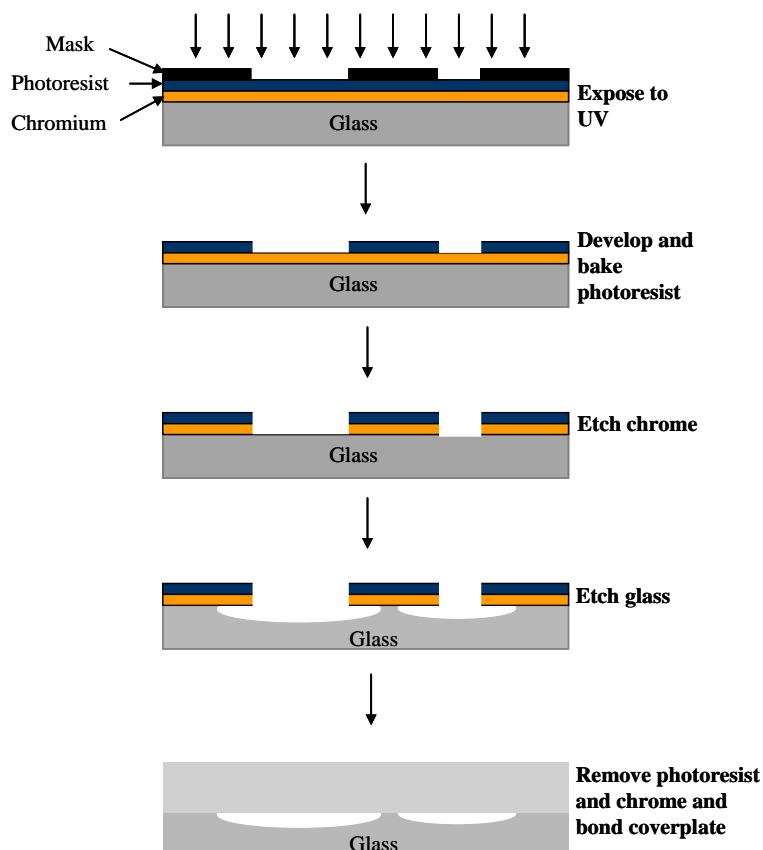 Mask
Photoresist
Chromium
Glass
Expose to
UV
Glass
Develop and
bake
photoresist
Glass
Etch chrome
Glass
Etch glass
Glass
Remove photoresist
and chrome and
bond coverplate